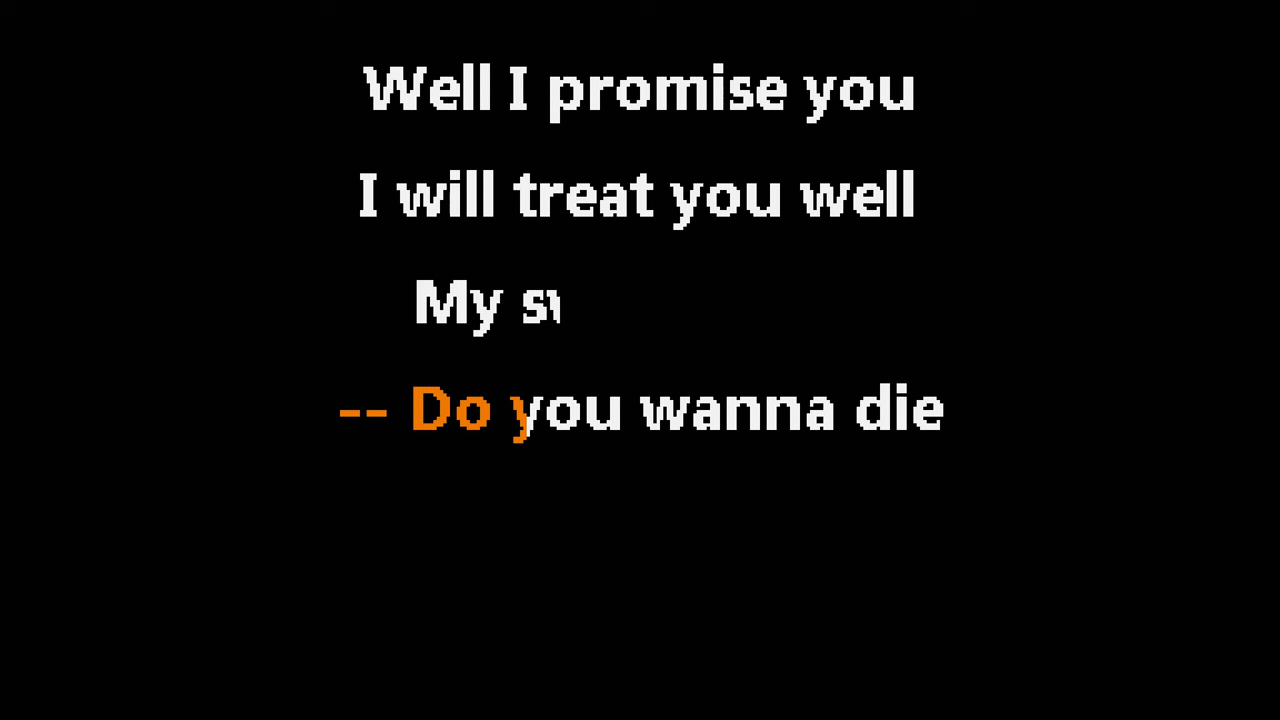 Well I promise you
I will treat you well
My
-- Do you wanna die